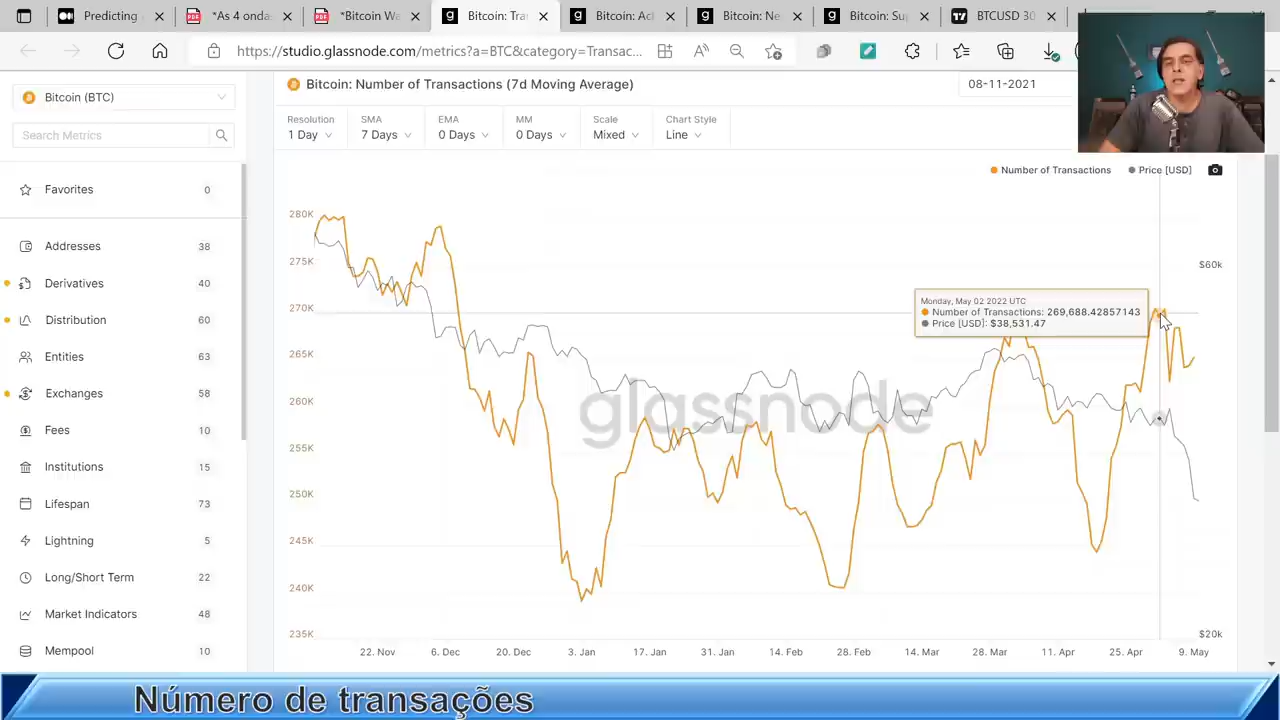 Predicting
*As 4 ondas
*Bitcoin We
Bitcoin: Tra
Bitcoin: Act
Bitcoin: Ne
Bitcoin: Su
BTCUSD 30
https://studio.glassnode.com/metrics?a=BTC&category=Transac...
Bitcoin (BTC)
Search Metrics
Favorites 0
Addresses 38
Derivatives 40
Distribution 60
Entities 63
Exchanges 58
Fees 10
Institutions 15
Lifespan 73
Lightning 5
Long/Short Term 22
Market Indicators 48
Mempool 10
Bitcoin: Number of Transactions (7d Moving Average)
08-11-2021
Resolution
1 Day
SMA
7 Days
EMA
0 Days
MM
0 Days
Scale
Mixed
Chart Style
Line
Number of Transactions
Price [USD]
280K
275K
270K
265K
260K
255K
250K
245K
240K
235K
$60k
$20k
Monday, May 02 2022 UTC
Number of Transactions: 269,688.42857143
Price [USD]: $38,531.47
glassnode
22. Nov
6. Dec
20. Dec
3. Jan
17. Jan
31. Jan
14. Feb
28. Feb
14. Mar
28. Mar
11. Apr
25. Apr
9. May
Número de transações